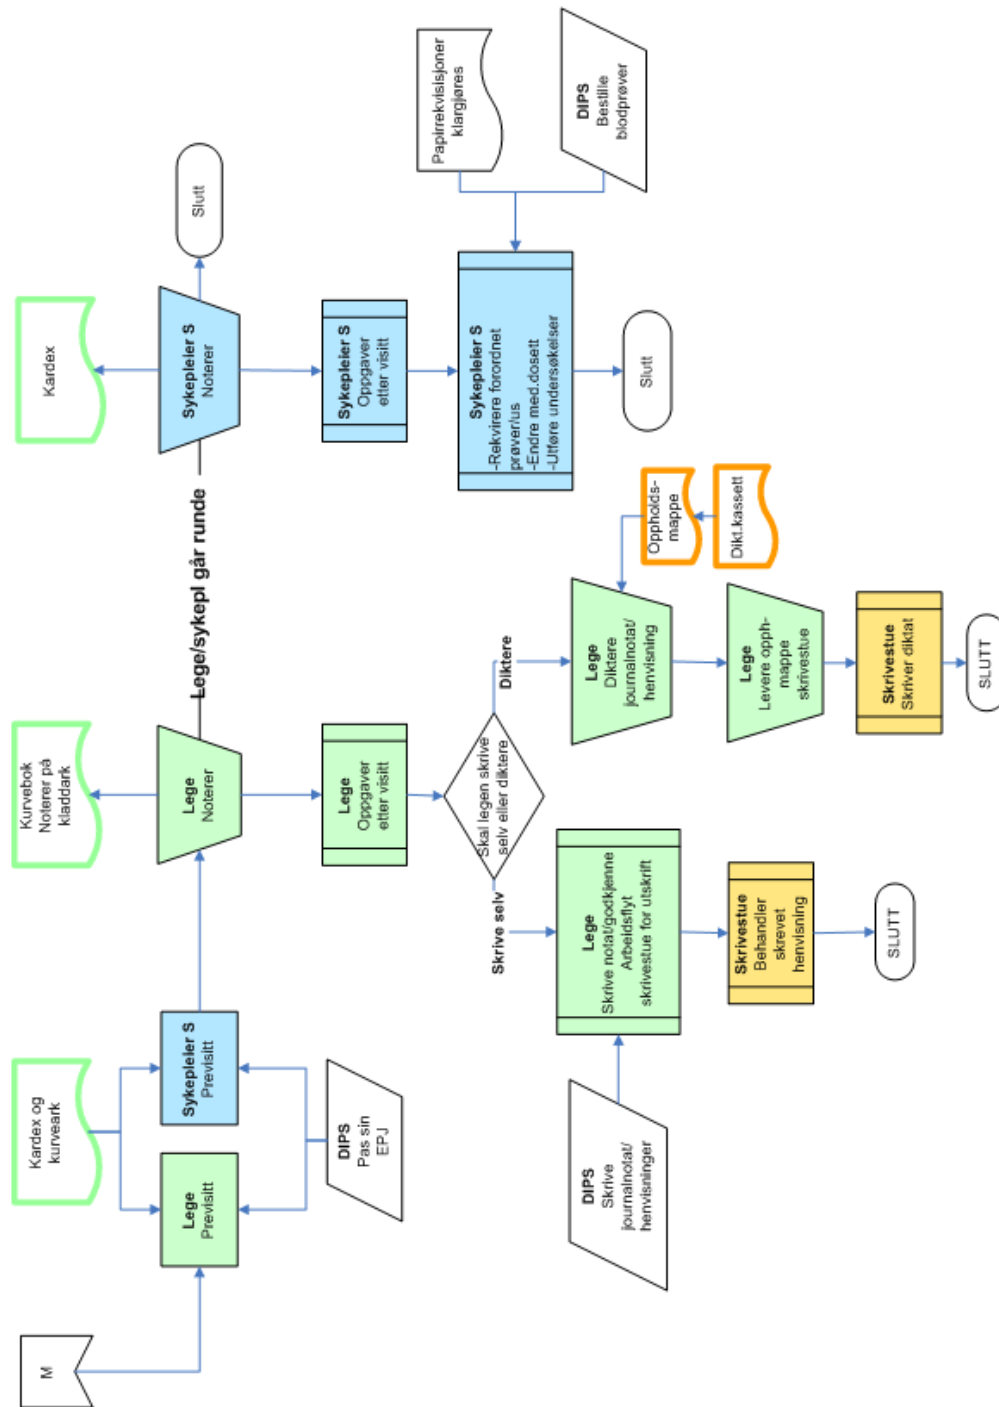 M
Kardex og
kurveark
Lege
Previsitt
Sykepleier S
Previsitt
DIPS
Pas sin
EPJ
Kurvebok
Noterer på
kladdark
Lege
Noterer
Lege/sykepl går runde
Kardex
Sykepleier S
Noterer
Slutt
Lege
Oppgaver
etter visitt
Sykepleier S
Oppgaver
etter visitt
Papirrekvisisjoner
klargjøres
DIPS
Bestille
blodprøver
Sykepleier S
-Rekvirere forordnet
prøver/us
-Endre med.dosett
-Utføre undersøkelser
Slutt
Skal legen skrive
selv eller diktere
Skrive selv
Diktere
DIPS
Skrive
journalnotat/
henvisninger
Lege
Skrive notat/godkjenne
Arbeidsflyt
skrivestue for utskrift
Skrivestue
Behandler
skrevet
henvisning
SLUTT
Lege
Diktere
journalnotat/
henvisning
Oppholds-
mappe
Dikt.kassett
Lege
Levere opph-
mappe
skrivestue
Skrivestue
Skriver diktat
SLUTT